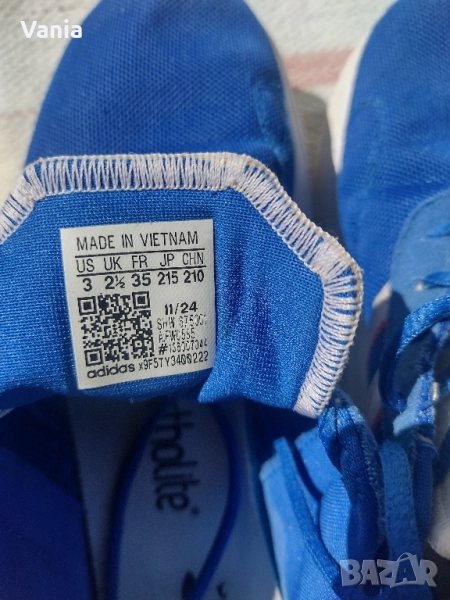 Vania
MADE IN VIETNAM
US UK FR JP CHN
3 2½ 35 215 210
11/24
adidas x9F5TY3400222
ortholite
BAZAR